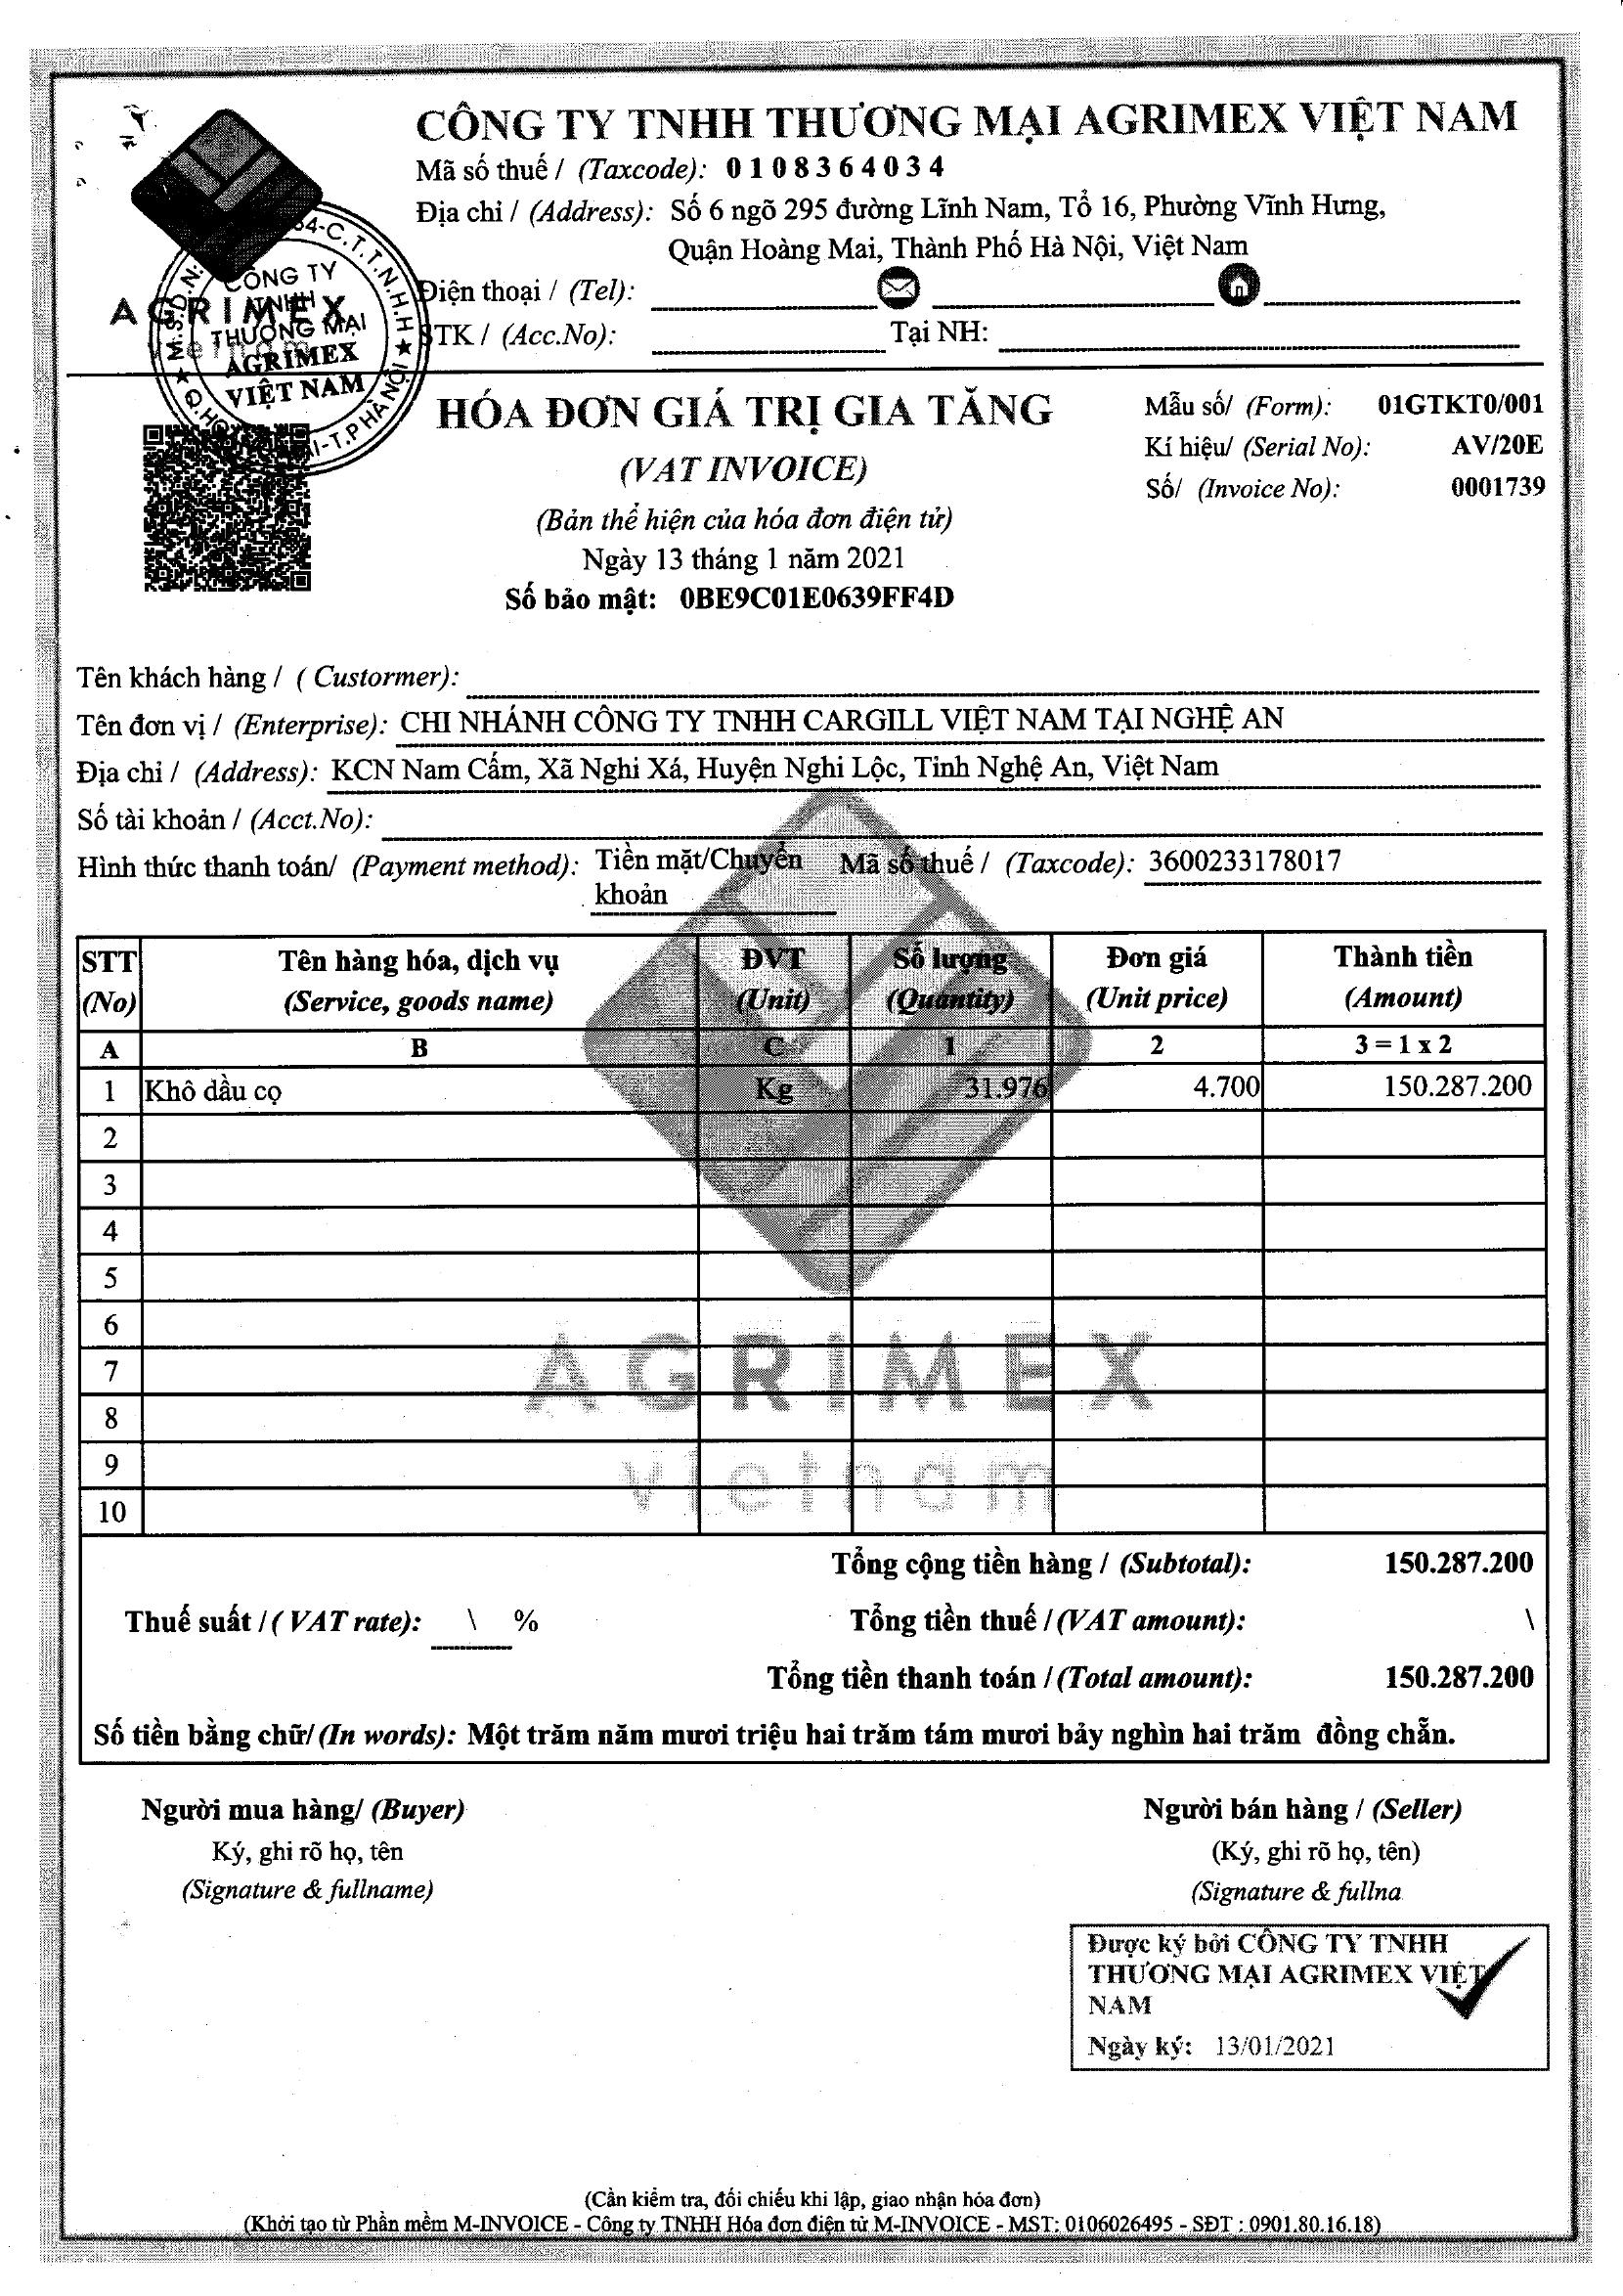 CÔNG TY TNHH THƯƠNG MẠI AGRIMEX VIỆT NAM
Mã số thuế / (Taxcode): 0108364034
Địa chỉ / (Address): Số 6 ngõ 295 đường Lĩnh Nam, Tổ 16, Phường Vĩnh Hưng,
Quận Hoàng Mai, Thành Phố Hà Nội, Việt Nam
Điện thoại / (Tel):
STK / (Acc.No): Tại NH:
AGRIMEX
CÔNG TY
TNHH
THƯƠNG MẠI
AGRIMEX
VIỆT NAM
HÓA ĐƠN GIÁ TRỊ GIA TĂNG
(VAT INVOICE)
(Bản thể hiện của hóa đơn điện tử)
Ngày 13 tháng 1 năm 2021
Số bảo mật: 0BE9C01E0639FF4D
Mẫu số/ (Form): 01GTKT0/001
Kí hiệu/ (Serial No): AV/20E
Số/ (Invoice No): 0001739
Tên khách hàng / ( Custormer):
Tên đơn vị / (Enterprise): CHI NHÁNH CÔNG TY TNHH CARGILL VIỆT NAM TẠI NGHỆ AN
Địa chỉ / (Address): KCN Nam Cấm, Xã Nghi Xá, Huyện Nghi Lộc, Tỉnh Nghệ An, Việt Nam
Số tài khoản / (Acct.No):
Hình thức thanh toán/ (Payment method): Tiền mặt/Chuyển khoản Mã số thuế / (Taxcode): 3600233178017
STT Tên hàng hóa, dịch vụ ĐVT Số lượng Đơn giá Thành tiền
(No) (Service, goods name) (Unit) (Quantity) (Unit price) (Amount)
A B C 1 2 3 = 1 x 2
1 Khô dầu cọ Kg 31.976 4.700 150.287.200
2
3
4
5
6
7
8
9
10
AGRIMEX
vietnam
Tổng cộng tiền hàng / (Subtotal): 150.287.200
Thuế suất / ( VAT rate): \ % Tổng tiền thuế / (VAT amount): \
Tổng tiền thanh toán / (Total amount): 150.287.200
Số tiền bằng chữ/ (In words): Một trăm năm mươi triệu hai trăm tám mươi bảy nghìn hai trăm đồng chẵn.
Người mua hàng/ (Buyer) Người bán hàng / (Seller)
Ký, ghi rõ họ, tên (Ký, ghi rõ họ, tên)
(Signature & fullname) (Signature & fullna
Được ký bởi CÔNG TY TNHH
THƯƠNG MẠI AGRIMEX VIỆT
NAM
Ngày ký: 13/01/2021
(Cần kiểm tra, đối chiếu khi lập, giao nhận hóa đơn)
(Khởi tạo từ Phần mềm M-INVOICE - Công ty TNHH Hóa đơn điện tử M-INVOICE - MST: 0106026495 - SĐT : 0901.80.16.18)